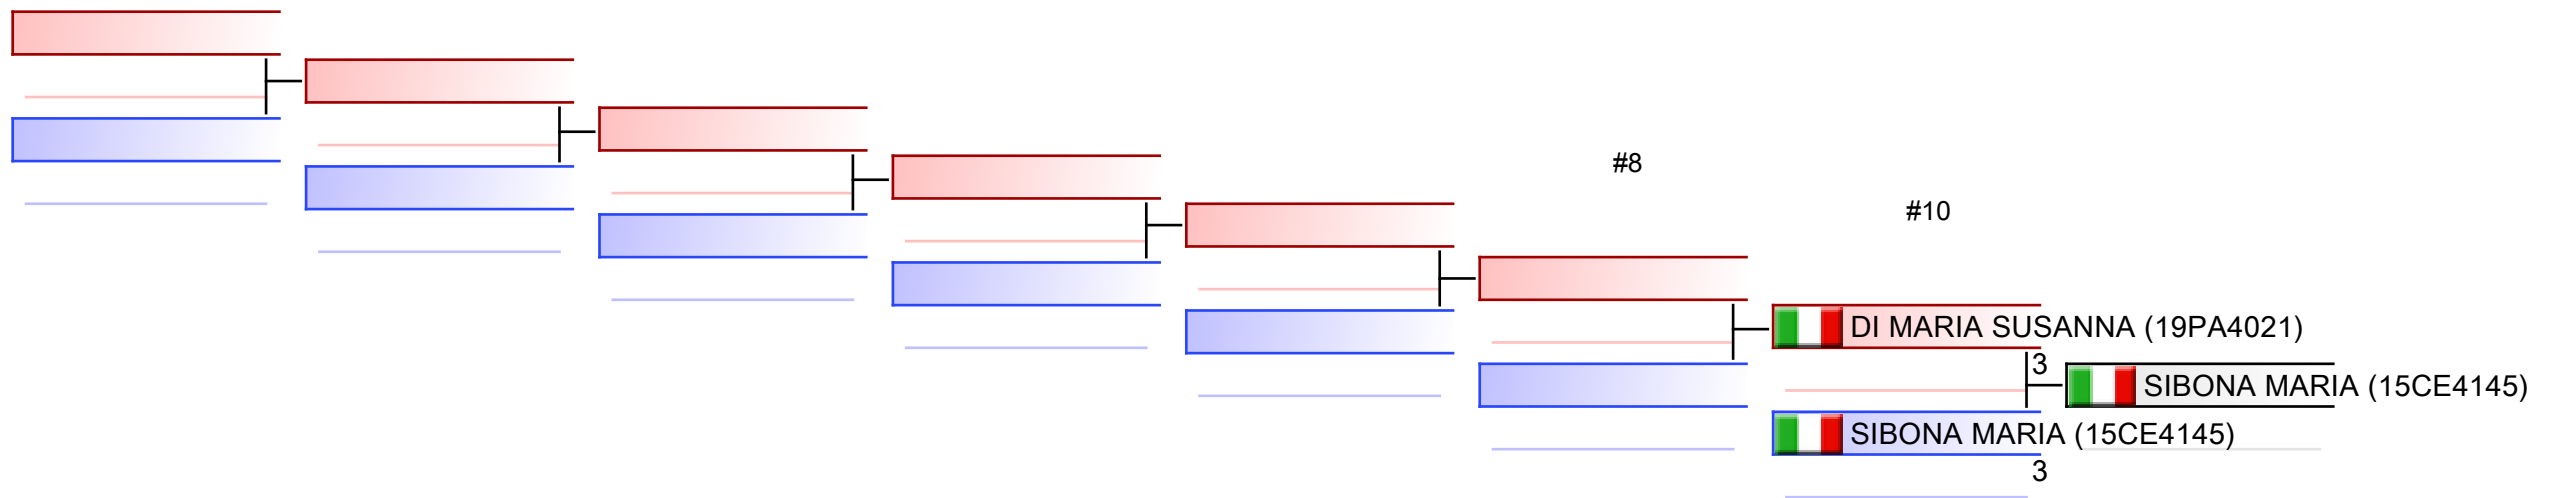 #8
#10
DI MARIA SUSANNA (19PA4021)
3
SIBONA MARIA (15CE4145)
SIBONA MARIA (15CE4145)
3